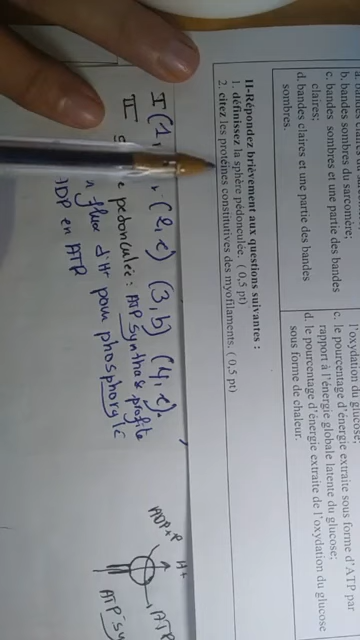 b. bandes sombres du sarcomère;
c. bandes sombres et une partie des bandes
claires;
d. bandes claires et une partie des bandes
sombres.
l'oxydation du glucose;
c. le pourcentage d'énergie extraite sous forme d'ATP par
rapport à l'énergie globale latente du glucose;
d. le pourcentage d'énergie extraite de l'oxydation du glucose
sous forme de chaleur.
II-Répondez brièvement aux questions suivantes :
1. définissez la sphère pédonculée. ( 0,5 pt)
2. citez les protéines constitutives des myofilaments. ( 0,5 pt)
I (1, (2, c) (3, b) (4, c).
II e pedonculée : ATP synthase profite
flux d'H+ pour phosphoryle
ADP en ATP
ADP+P H+
ATP
ATP sy